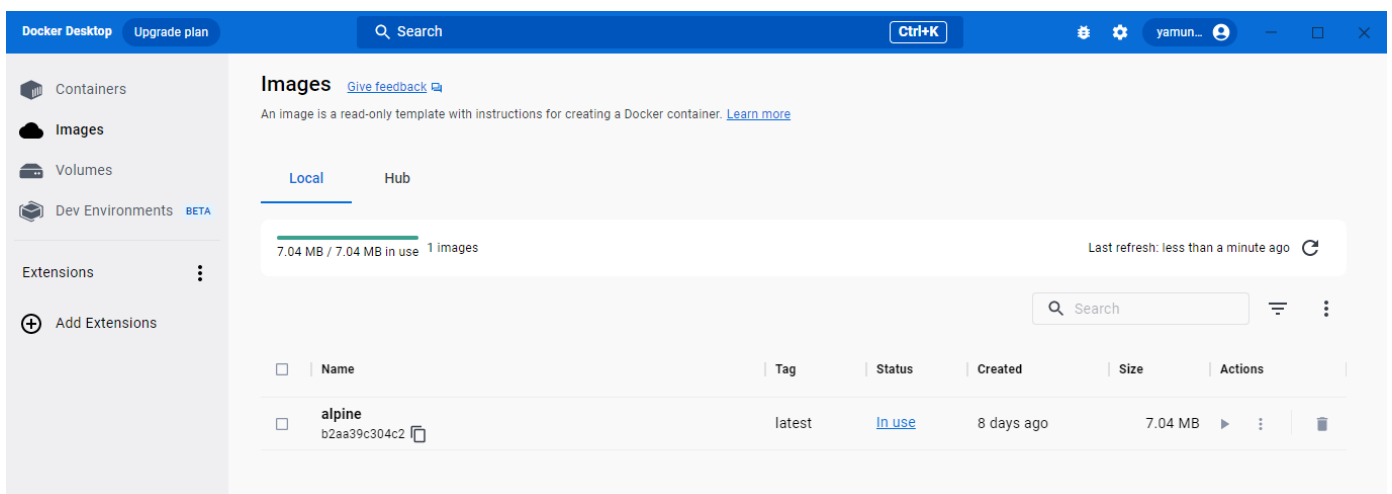 Docker Desktop Upgrade plan Search Ctrl+K yamun...
Containers
Images
Volumes
Dev Environments BETA
Extensions
Add Extensions
Images Give feedback
An image is a read-only template with instructions for creating a Docker container. Learn more
Local Hub
7.04 MB / 7.04 MB in use 1 images Last refresh: less than a minute ago
Search
Name Tag Status Created Size Actions
alpine
b2aa39c304c2 latest In use 8 days ago 7.04 MB